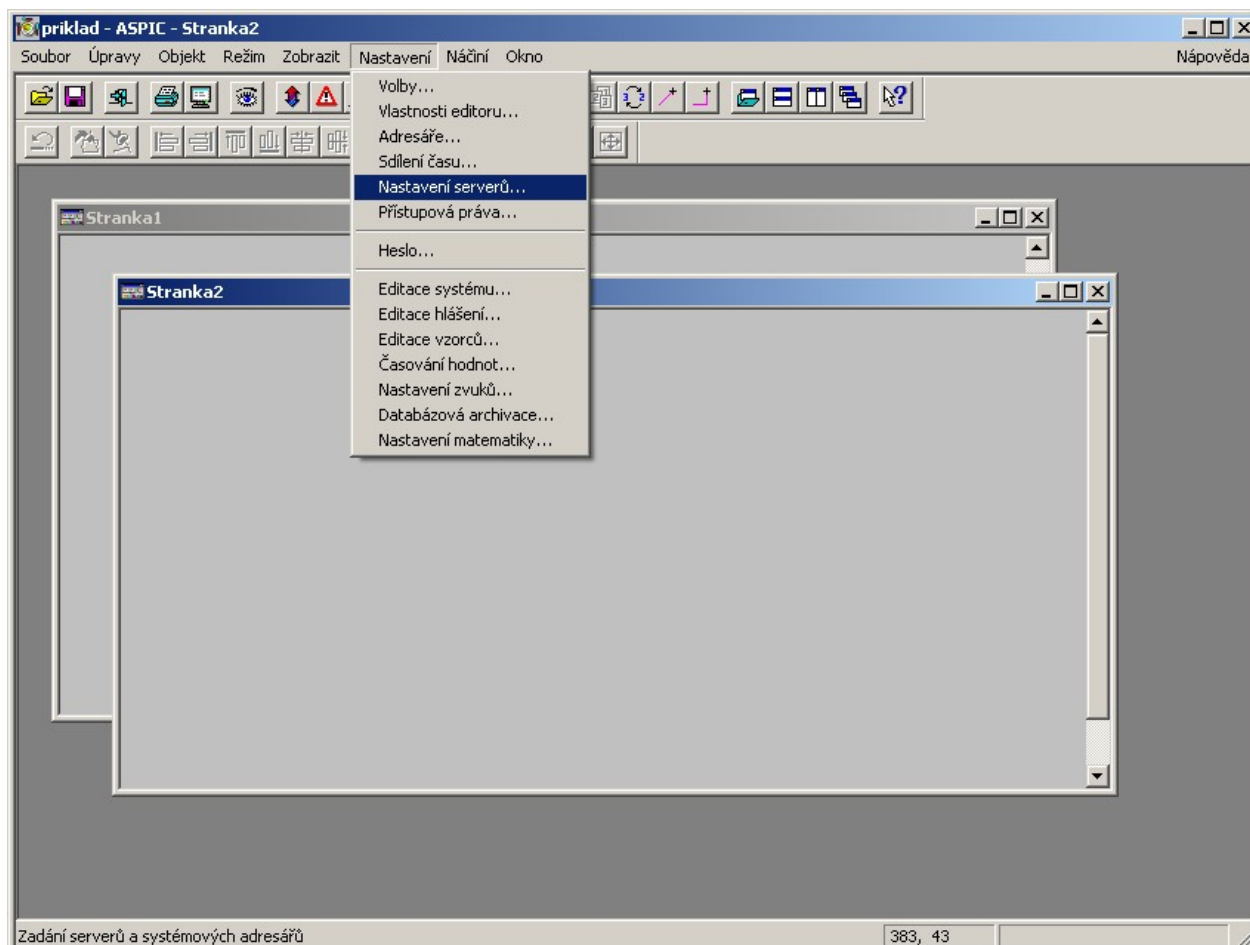 priklad - ASPIC - Stranka2
Soubor Úpravy Objekt Režim Zobrazit Nastavení Náčiní Okno Nápověda
Volby...
Vlastnosti editoru...
Adresáře...
Sdílení času...
Nastavení serverů...
Přístupová práva...
Heslo...
Editace systému...
Editace hlášení...
Editace vzorců...
Časování hodnot...
Nastavení zvuků...
Databázová archivace...
Nastavení matematiky...
Stranka1
Stranka2
Zadání serverů a systémových adresářů 383, 43